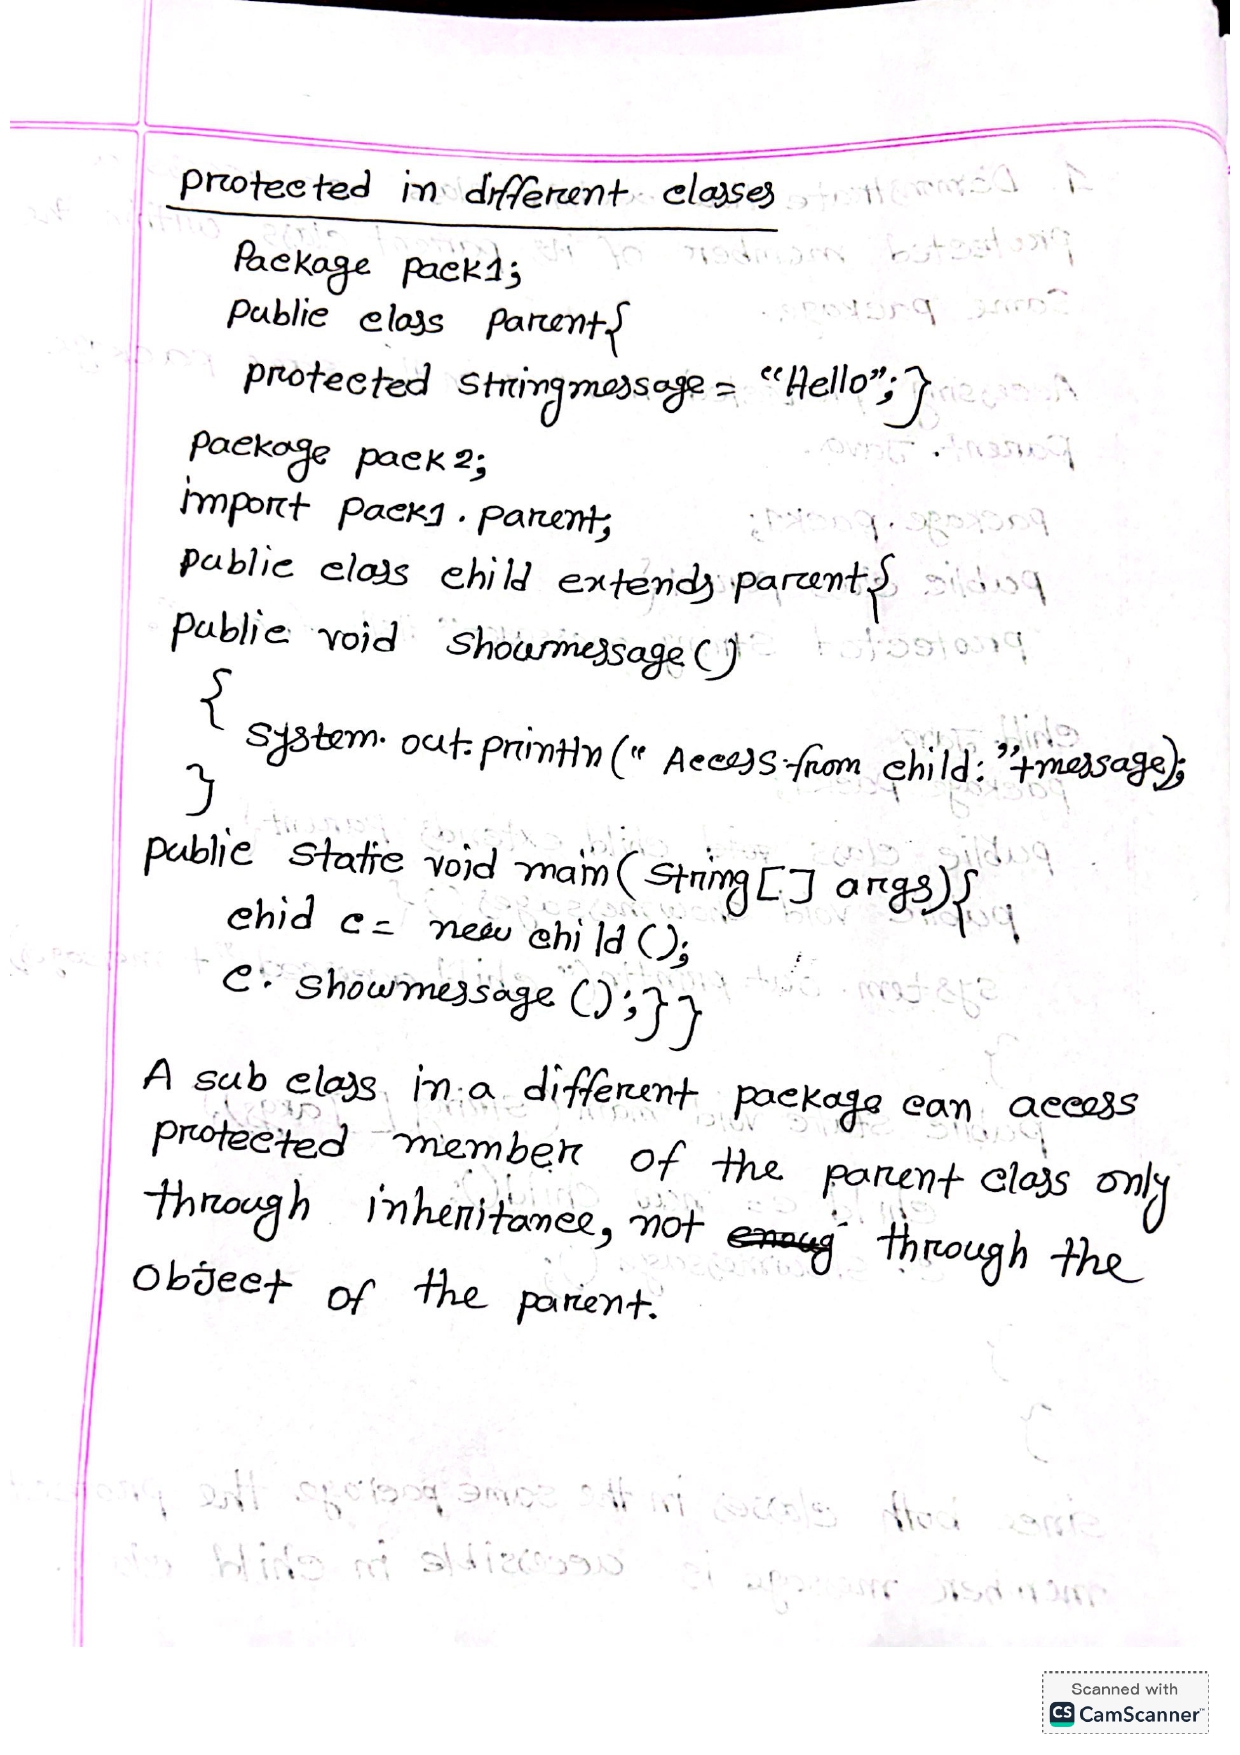 protected in different classes
Package pack1;
public class parent{
protected stringmessage = "Hello";}
package pack2;
import pack1.parent;
public class child extends parent{
public void showmessage()
{
system.out.println("Access from child:"+message);
}
public static void main(string[] args){
chid c= new child();
c. showmessage();}}
A sub class in a different package can access
protected member of the parent class only
through inheritance, not through the
object of the parent.
Scanned with
CS CamScanner